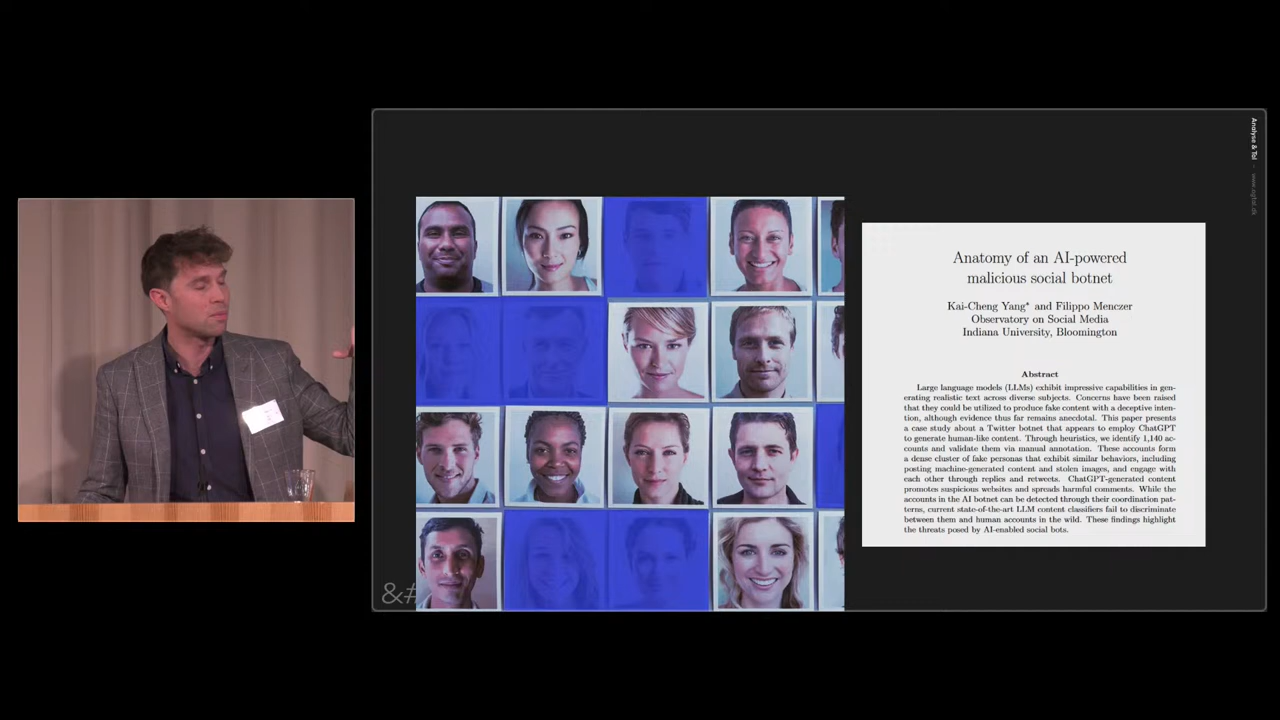 Analyse & Tal
www.ogtal.dk
Anatomy of an AI-powered
malicious social botnet
Kai-Cheng Yang* and Filippo Menczer
Observatory on Social Media
Indiana University, Bloomington
Abstract
Large language models (LLMs) exhibit impressive capabilities in gen-
erating realistic text across diverse subjects. Concerns have been raised
that they could be utilized to produce fake content with a deceptive inten-
tion, although evidence thus far remains anecdotal. This paper presents
a case study about a Twitter botnet that appears to employ ChatGPT
to generate human-like content. Through heuristics, we identify 1,140 ac-
counts and validate them via manual annotation. These accounts form
a dense cluster of fake personas that exhibit similar behaviors, including
posting machine-generated content and stolen images, and engage with
each other through replies and retweets. ChatGPT-generated content
promotes suspicious websites and spreads harmful comments. While the
accounts in the AI botnet can be detected through their coordination pat-
terns, current state-of-the-art LLM content classifiers fail to discriminate
between them and human accounts in the wild. These findings highlight
the threats posed by AI-enabled social bots.
&#